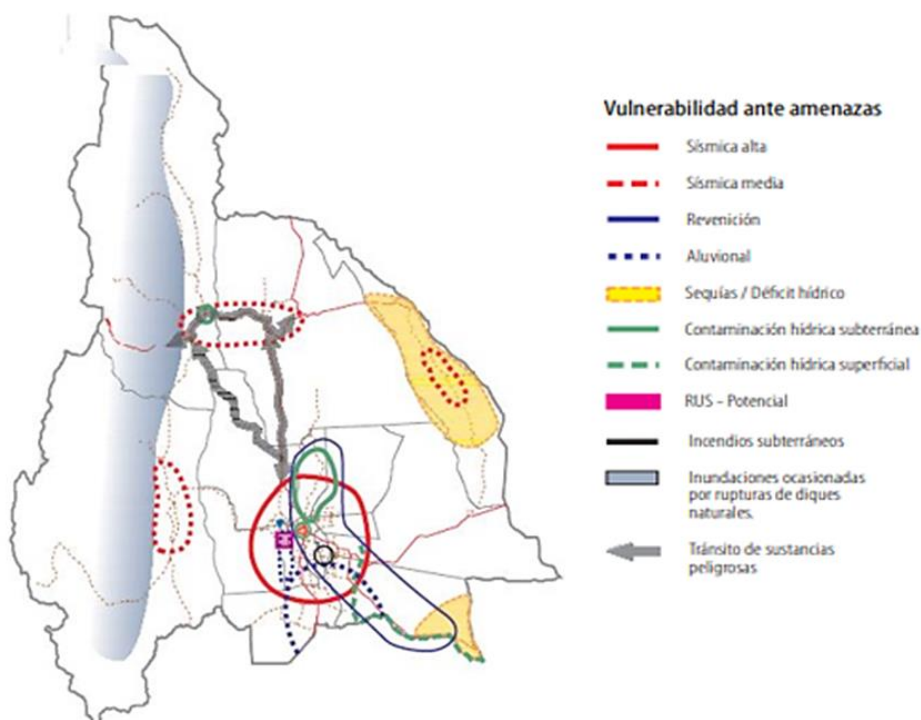 Vulnerabilidad ante amenazas
Sísmica alta
Sísmica media
Revenición
Aluvional
Sequías / Déficit hídrico
Contaminación hídrica subterránea
Contaminación hídrica superficial
RUS – Potencial
Incendios subterráneos
Inundaciones ocasionadas
por rupturas de diques
naturales.
Tránsito de sustancias
peligrosas